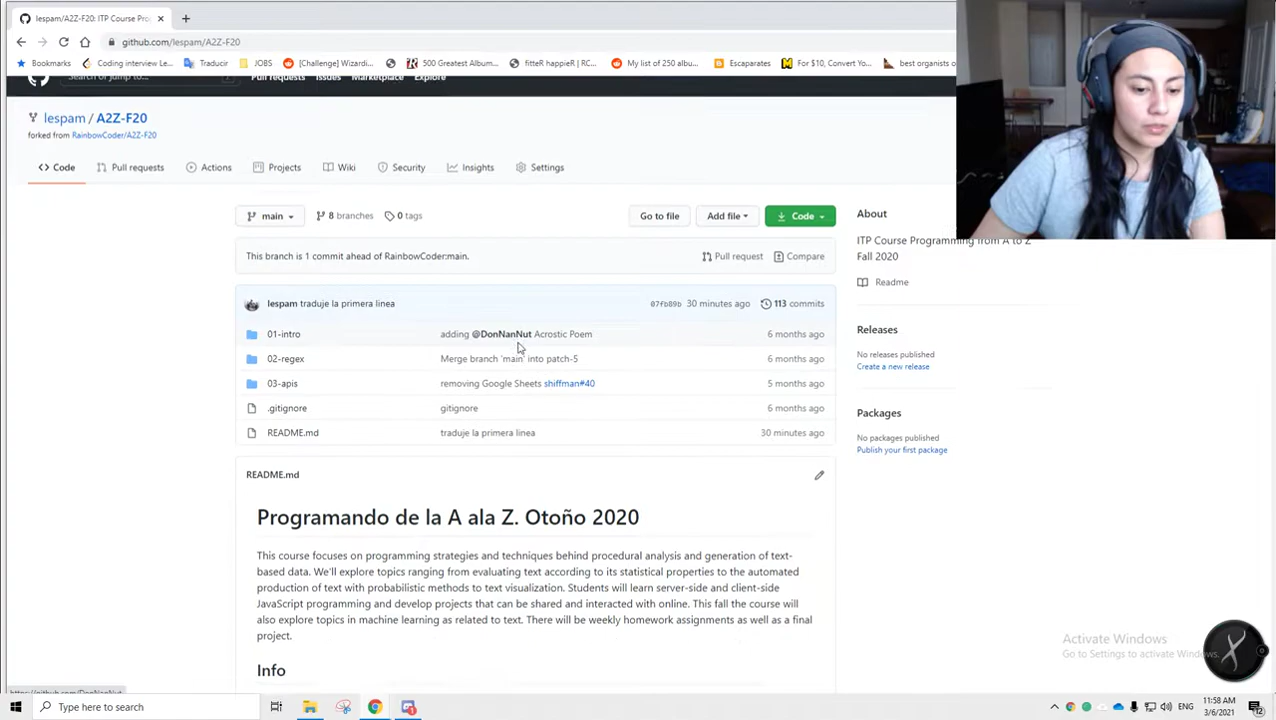 lespam/A2Z-F20: ITP Course Pro
github.com/lespam/A2Z-F20
Bookmarks Coding interview Le... Traducir JOBS [Challenge] Wizardi... 500 Greatest Album... fitteR happieR | RC... My list of 250 album... Escaparates For $10, Convert Yo... best organists o
Search or jump to... Pull requests Issues Marketplace Explore
lespam / A2Z-F20
forked from RainbowCoder/A2Z-F20
<> Code Pull requests Actions Projects Wiki Security Insights Settings
main 8 branches 0 tags Go to file Add file Code
About
ITP Course Programming from A to Z
Fall 2020
Readme
This branch is 1 commit ahead of RainbowCoder:main. Pull request Compare
lespam traduje la primera linea 07fb89b 30 minutes ago 113 commits
01-intro adding @DonNanNut Acrostic Poem 6 months ago
02-regex Merge branch 'main' into patch-5 6 months ago
03-apis removing Google Sheets shiffman#40 5 months ago
.gitignore gitignore 6 months ago
README.md traduje la primera linea 30 minutes ago
Releases
No releases published
Create a new release
Packages
No packages published
Publish your first package
README.md
Programando de la A ala Z. Otoño 2020
This course focuses on programming strategies and techniques behind procedural analysis and generation of text-
based data. We'll explore topics ranging from evaluating text according to its statistical properties to the automated
production of text with probabilistic methods to text visualization. Students will learn server-side and client-side
JavaScript programming and develop projects that can be shared and interacted with online. This fall the course will
also explore topics in machine learning as related to text. There will be weekly homework assignments as well as a final
project.
Info
Activate Windows
Go to Settings to activate Windows.
https://github.com/DonNanNut
Type here to search
ENG
11:58 AM
3/6/2021
12